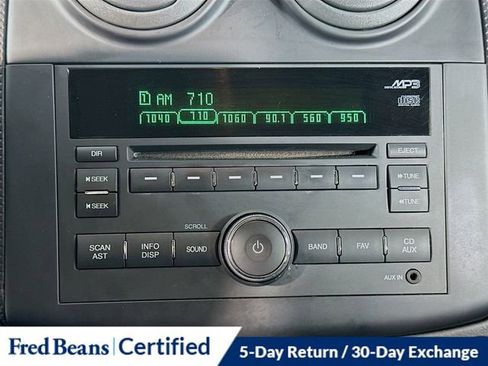 MP3
1 AM 710
1040 710 1060 90.1 560 950
DIR
EJECT
SEEK
TUNE
SEEK
TUNE
SCROLL
SCAN AST
INFO DISP
SOUND
BAND
FAV
CD AUX
AUX IN
Fred Beans Certified
5-Day Return / 30-Day Exchange